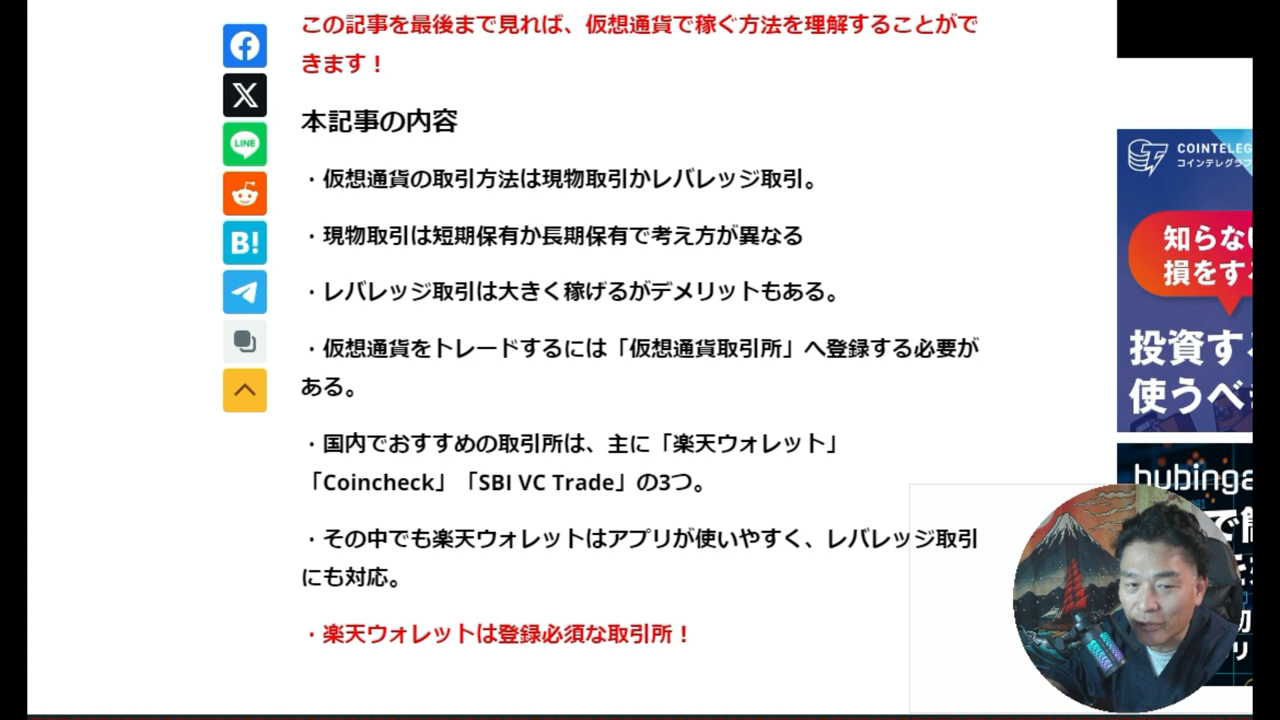 この記事を最後まで見れば、仮想通貨で稼ぐ方法を理解することがで
きます！
本記事の内容
・仮想通貨の取引方法は現物取引かレバレッジ取引。
・現物取引は短期保有か長期保有で考え方が異なる
・レバレッジ取引は大きく稼げるがデメリットもある。
・仮想通貨をトレードするには「仮想通貨取引所」へ登録する必要が
ある。
・国内でおすすめの取引所は、主に「楽天ウォレット」
「Coincheck」「SBI VC Trade」の3つ。
・その中でも楽天ウォレットはアプリが使いやすく、レバレッジ取引
にも対応。
・楽天ウォレットは登録必須な取引所！
LINE
B!
COINTELEG
コインテレグラフ
知らな
損をす
投資す
使うべ
hubinga